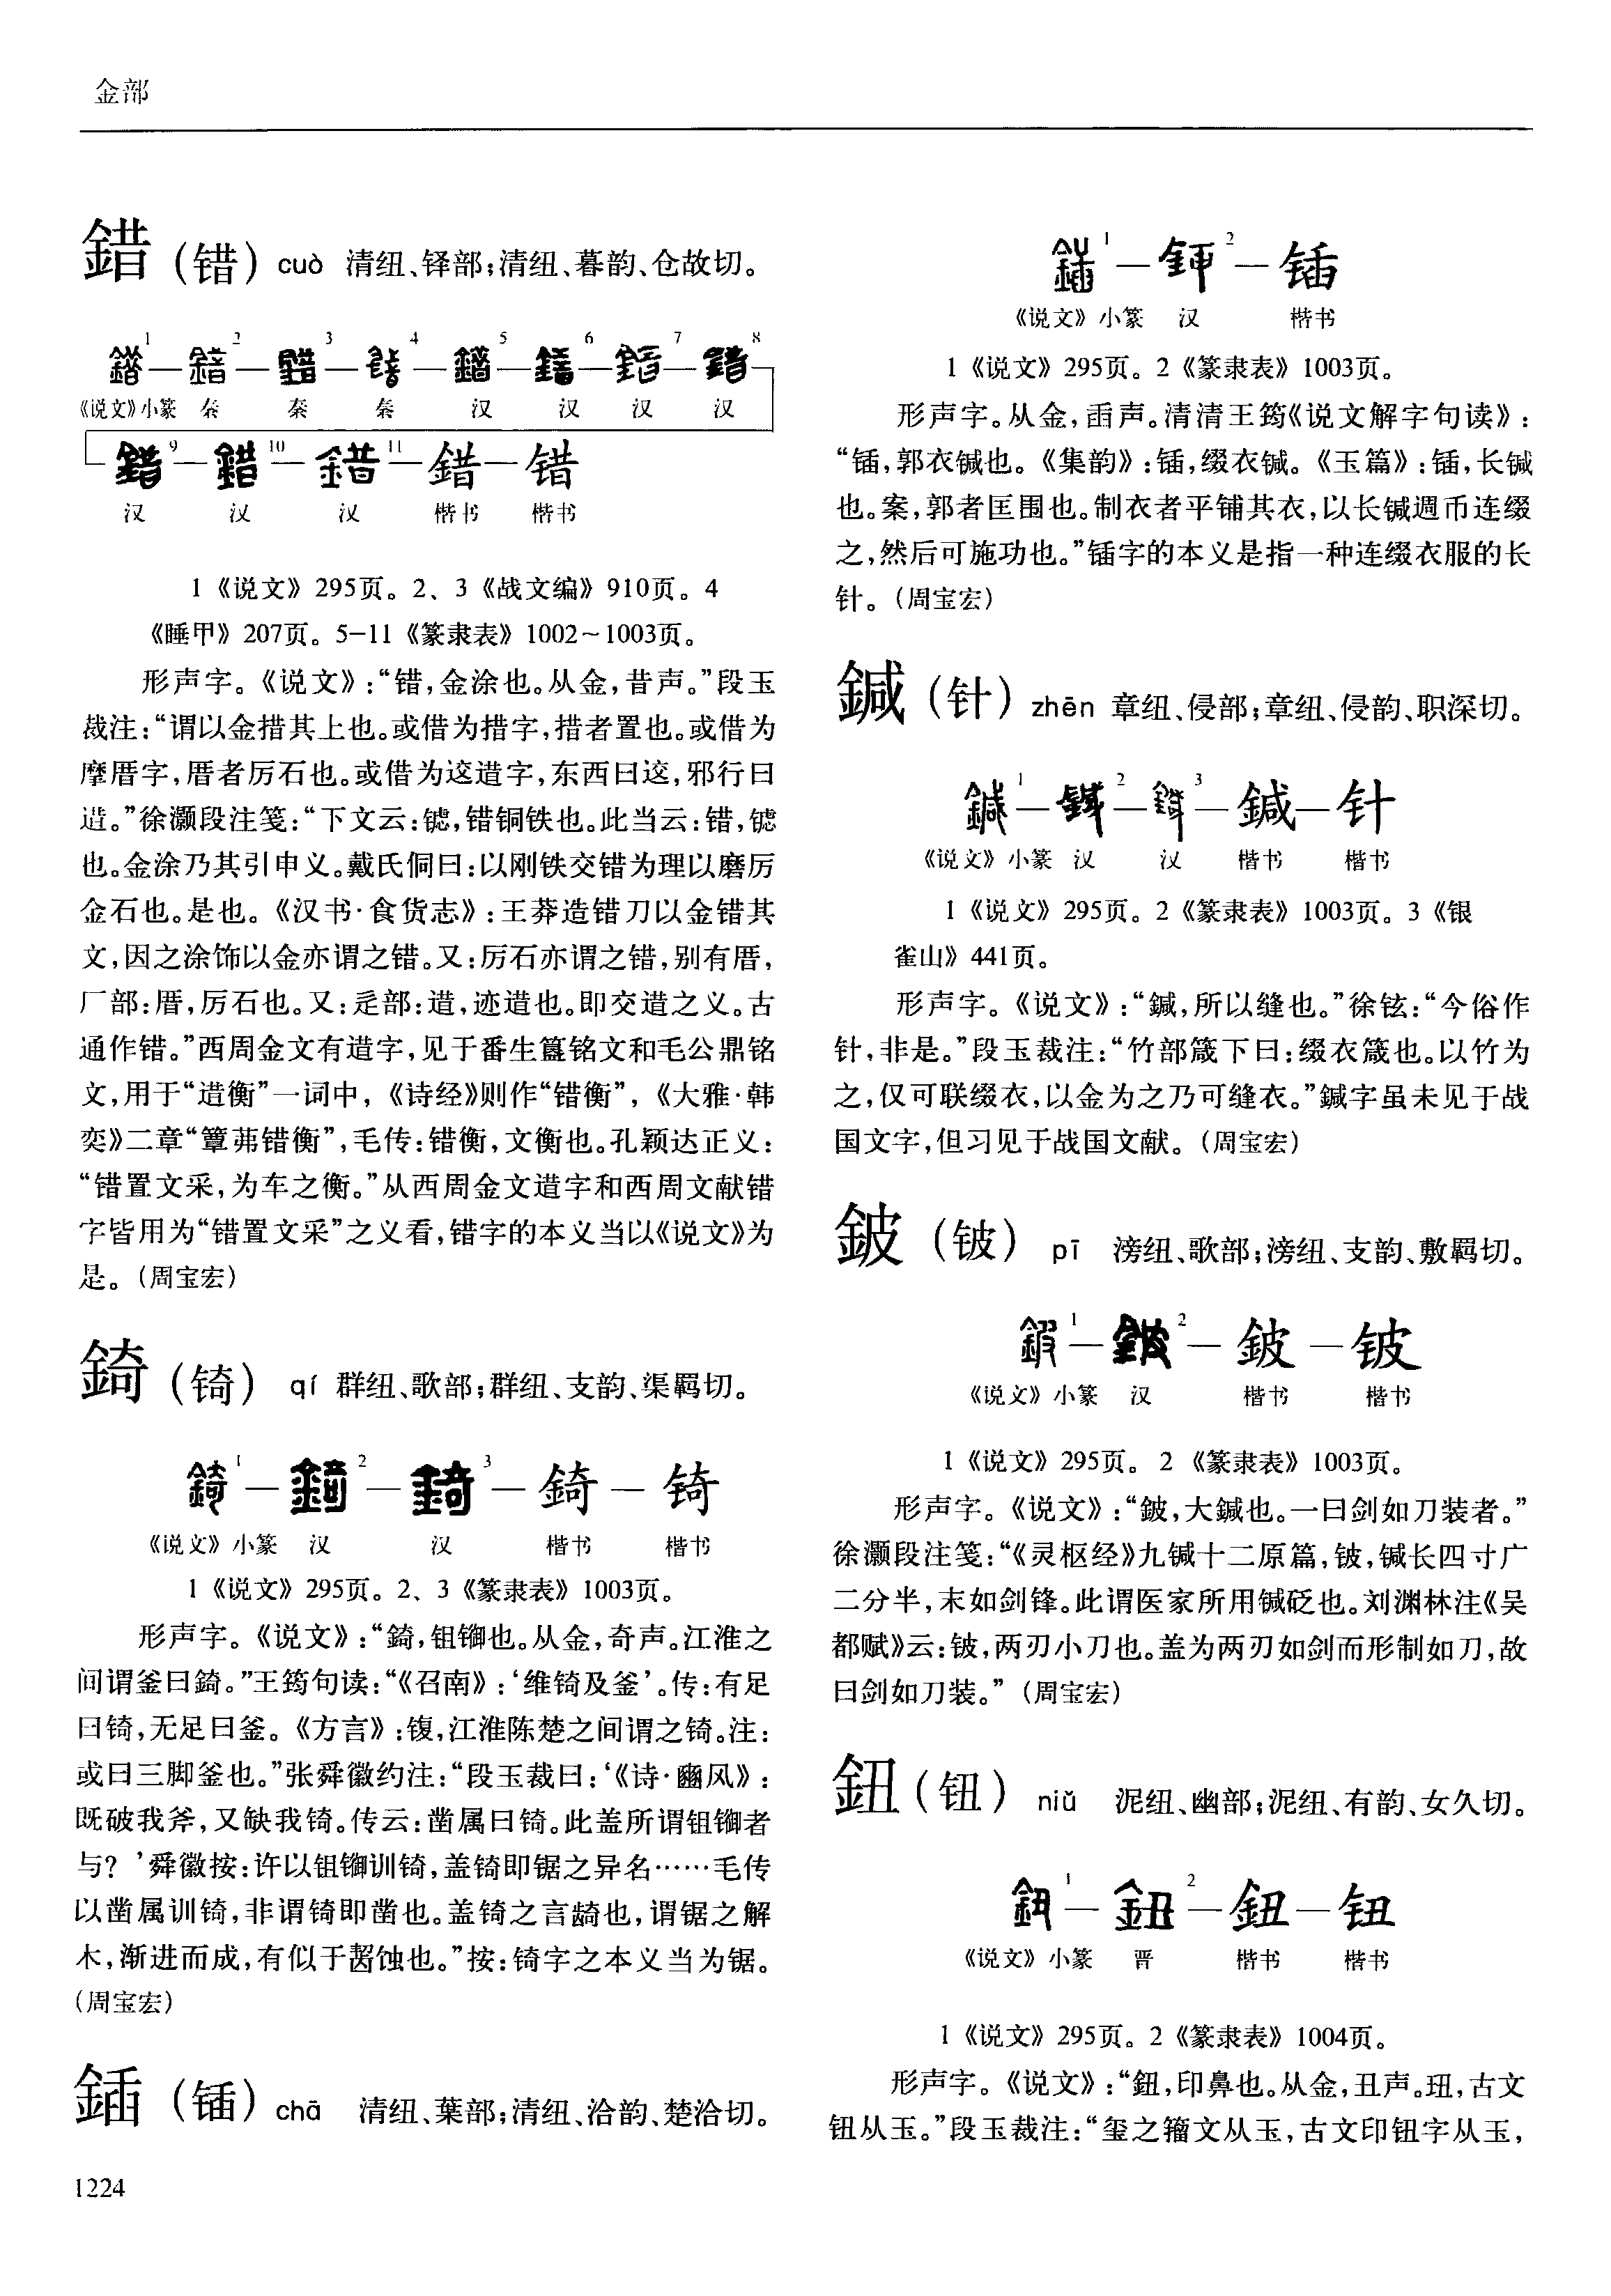 金部
錯（错）cuò 清纽、铎部；清纽、暮韵、仓故切。
1 2 3 4 5 6 7 8
《说文》小篆 秦 秦 秦 汉 汉 汉 汉
9 10 11 錯 错
汉 汉 汉 楷书 楷书
1《说文》295页。2、3《战文编》910页。4
《睡甲》207页。5-11《篆隶表》1002～1003页。
形声字。《说文》：“错，金涂也。从金，昔声。”段玉
裁注：“谓以金措其上也。或借为措字，措者置也。或借为
摩厝字，厝者厉石也。或借为这逪字，东西曰这，邪行曰
逪。”徐灏段注笺：“下文云：鑢，错铜铁也。此当云：错，鑢
也。金涂乃其引申义。戴氏侗曰：以刚铁交错为理以磨厉
金石也。是也。《汉书·食货志》：王莽造错刀以金错其
文，因之涂饰以金亦谓之错。又：厉石亦谓之错，别有厝，
厂部：厝，厉石也。又：辵部：逪，迹逪也。即交逪之义。古
通作错。”西周金文有逪字，见于番生簋铭文和毛公鼎铭
文，用于“逪衡”一词中，《诗经》则作“错衡”，《大雅·韩
奕》二章“簟茀错衡”，毛传：错衡，文衡也。孔颖达正义：
“错置文采，为车之衡。”从西周金文逪字和西周文献错
字皆用为“错置文采”之义看，错字的本义当以《说文》为
是。（周宝宏）
錡（锜）qí 群纽、歌部；群纽、支韵、渠羁切。
1 2 3 錡 锜
《说文》小篆 汉 汉 楷书 楷书
1《说文》295页。2、3《篆隶表》1003页。
形声字。《说文》：“錡，鉏鋙也。从金，奇声。江淮之
间谓釜曰錡。”王筠句读：“《召南》：‘维锜及釜’。传：有足
曰锜，无足曰釜。《方言》：鍑，江淮陈楚之间谓之锜。注：
或曰三脚釜也。”张舜徽约注：“段玉裁曰：‘《诗·豳风》：
既破我斧，又缺我锜。传云：凿属曰锜。此盖所谓鉏鋙者
与？’舜徽按：许以鉏鋙训锜，盖锜即锯之异名……毛传
以凿属训锜，非谓锜即凿也。盖锜之言齮也，谓锯之解
木，渐进而成，有似于齧蚀也。”按：锜字之本义当为锯。
（周宝宏）
鍤（锸）chā 清纽、葉部；清纽、洽韵、楚洽切。
1 2 锸
《说文》小篆 汉 楷书
1《说文》295页。2《篆隶表》1003页。
形声字。从金，臿声。清清王筠《说文解字句读》：
“锸，郭衣鍼也。《集韵》：锸，缀衣鍼。《玉篇》：锸，长鍼
也。案，郭者匡围也。制衣者平铺其衣，以长鍼週帀连缀
之，然后可施功也。”锸字的本义是指一种连缀衣服的长
针。（周宝宏）
鍼（针）zhēn 章纽、侵部；章纽、侵韵、职深切。
1 2 3 鍼 针
《说文》小篆 汉 汉 楷书 楷书
1《说文》295页。2《篆隶表》1003页。3《银
雀山》441页。
形声字。《说文》：“鍼，所以缝也。”徐铉：“今俗作
针，非是。”段玉裁注：“竹部箴下曰：缀衣箴也。以竹为
之，仅可联缀衣，以金为之乃可缝衣。”鍼字虽未见于战
国文字，但习见于战国文献。（周宝宏）
鈹（铍）pī 滂纽、歌部；滂纽、支韵、敷羁切。
1 2 鈹 铍
《说文》小篆 汉 楷书 楷书
1《说文》295页。2《篆隶表》1003页。
形声字。《说文》：“鈹，大鍼也。一曰剑如刀装者。”
徐灏段注笺：“《灵枢经》九鍼十二原篇，铍，鍼长四寸广
二分半，末如剑锋。此谓医家所用鍼砭也。刘渊林注《吴
都赋》云：铍，两刃小刀也。盖为两刃如剑而形制如刀，故
曰剑如刀装。”（周宝宏）
鈕（钮）niǔ 泥纽、幽部；泥纽、有韵、女久切。
1 2 鈕 钮
《说文》小篆 晋 楷书 楷书
1《说文》295页。2《篆隶表》1004页。
形声字。《说文》：“鈕，印鼻也。从金，丑声。玨，古文
钮从玉。”段玉裁注：“玺之籀文从玉，古文印钮字从玉，
1224